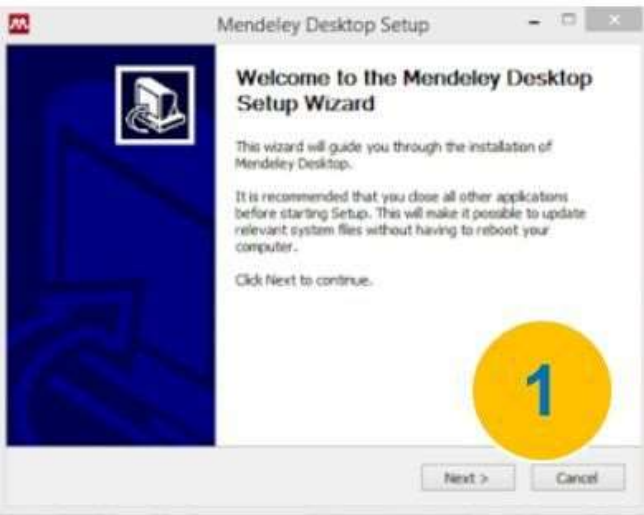 Mendeley Desktop Setup
Welcome to the Mendeley Desktop
Setup Wizard
This wizard will guide you through the installation of
Mendeley Desktop.
It is recommended that you close all other applications
before starting Setup. This will make it possible to update
relevant system files without having to reboot your
computer.
Click Next to continue.
1
Next >
Cancel